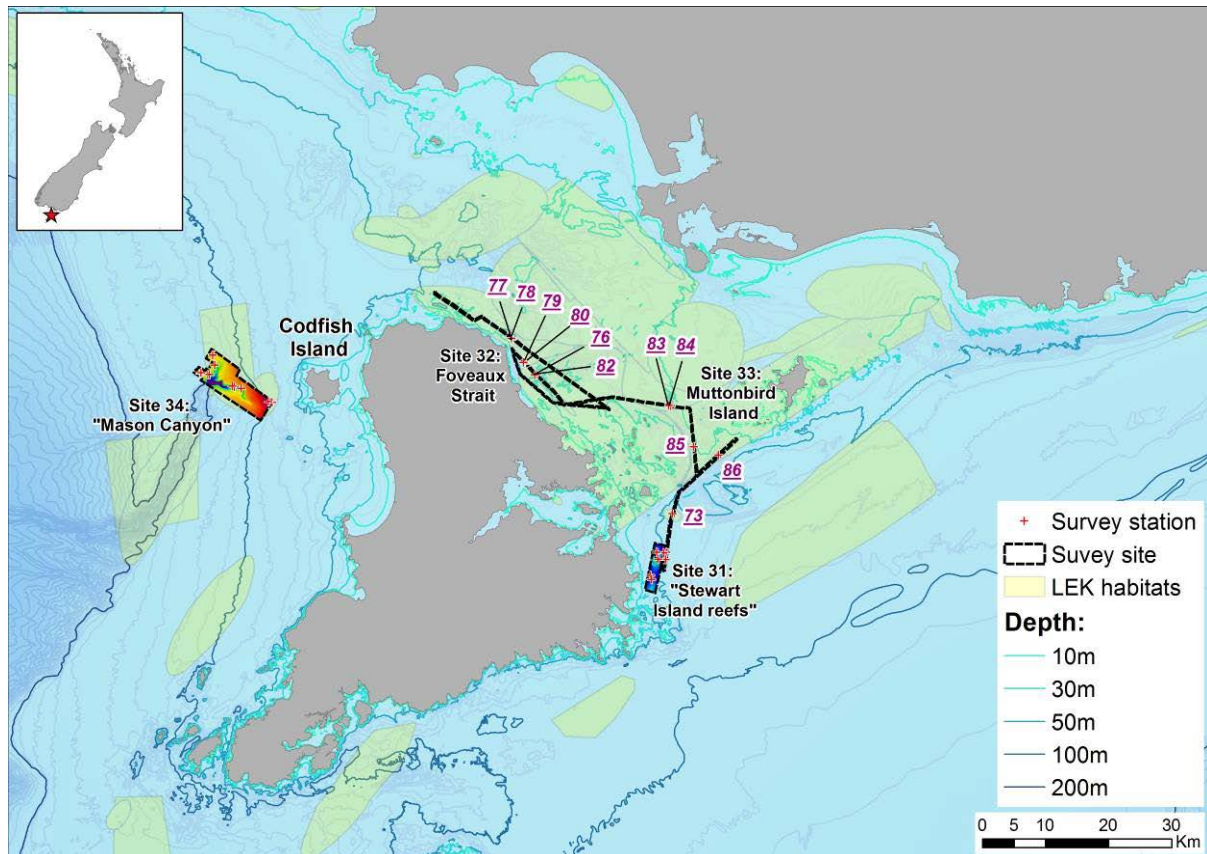 77
78
79
80
76
82
83
84
Codfish
Island
Site 32:
Foveaux
Strait
Site 33:
Muttonbird
Island
Site 34:
"Mason Canyon"
85
86
73
Site 31:
"Stewart
Island reefs"
Survey station
Suvey site
LEK habitats
Depth:
10m
30m
50m
100m
200m
0 5 10 20 30
Km